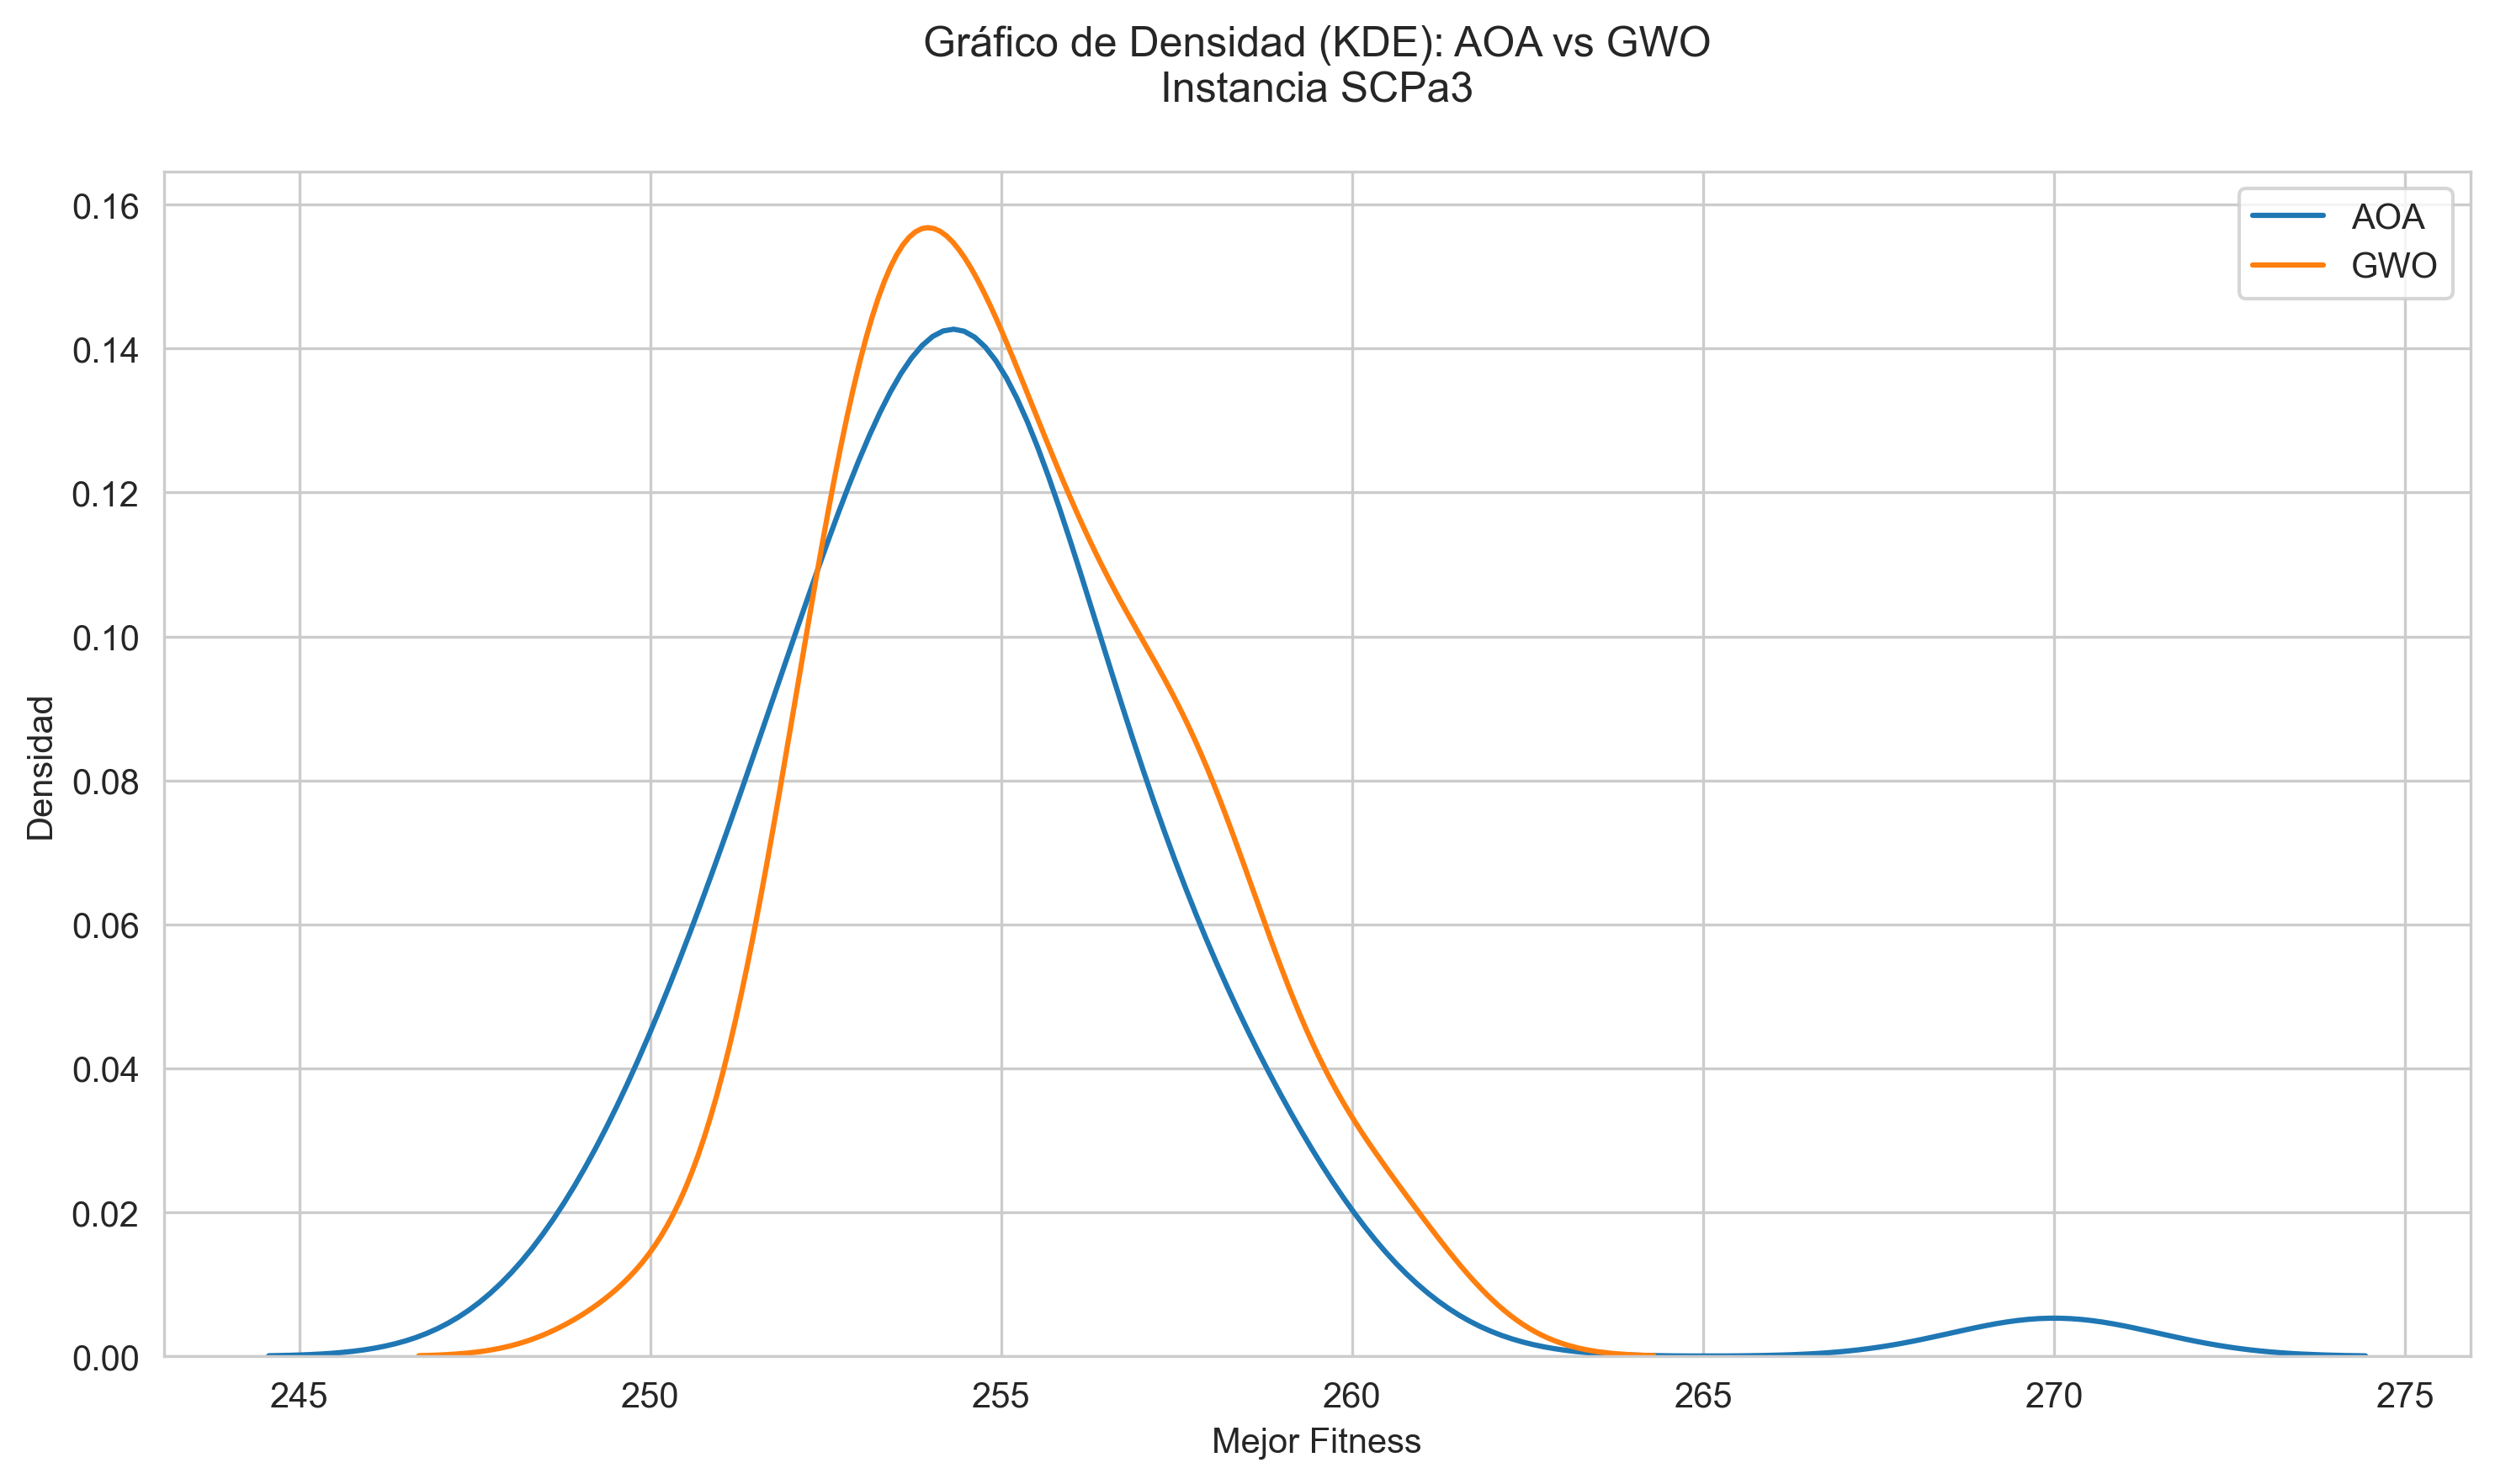 Gráfico de Densidad (KDE): AOA vs GWO
Instancia SCPa3
AOA
GWO
0.16
0.14
0.12
0.10
0.08
0.06
0.04
0.02
0.00
Densidad
245
250
255
260
265
270
275
Mejor Fitness